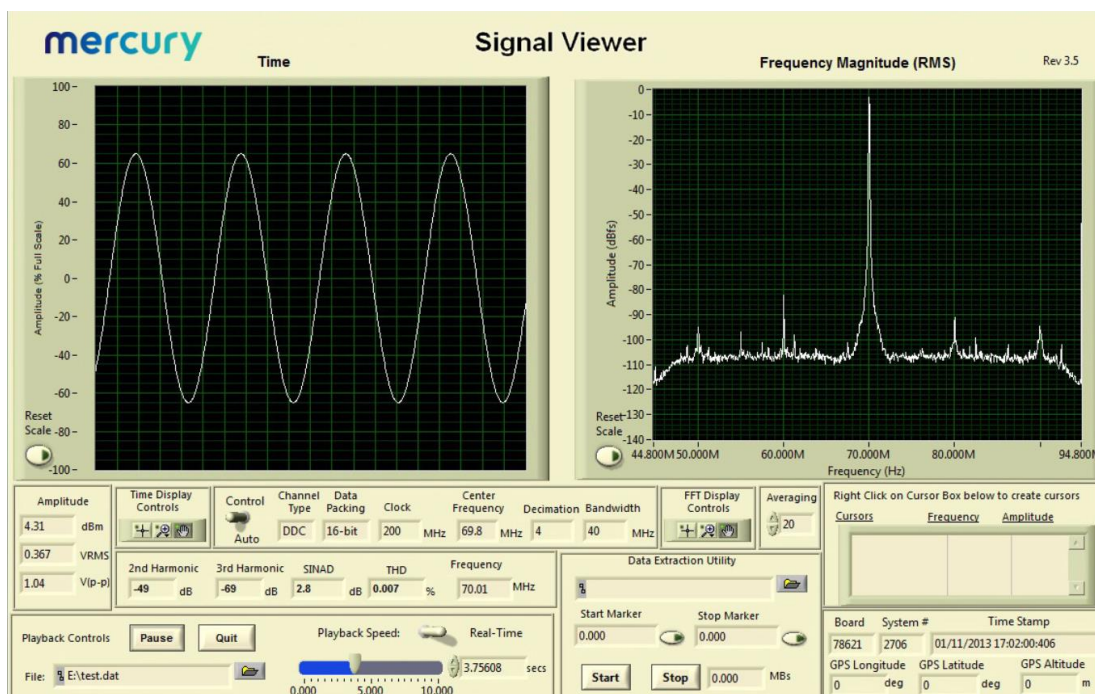 mercury
Signal Viewer
Time
Frequency Magnitude (RMS)
Rev 3.5
Amplitude (% Full Scale)
100
80
60
40
20
0
-20
-40
-60
-80
-100
Reset
Scale
Amplitude (dBfs)
0
-10
-20
-30
-40
-50
-60
-70
-80
-90
-100
-110
-120
-130
-140
Reset
Scale
44.800M 50.000M 60.000M 70.000M 80.000M 94.800M
Frequency (Hz)
Amplitude
4.31 dBm
0.367 VRMS
1.04 V(p-p)
Time Display
Controls
Control
Auto
Channel
Type
DDC
Data
Packing
16-bit
Clock
200 MHz
Center
Frequency
69.8 MHz
Decimation
4
Bandwidth
40 MHz
FFT Display
Controls
Averaging
20
Right Click on Cursor Box below to create cursors
Cursors Frequency Amplitude
2nd Harmonic
-49 dB
3rd Harmonic
-69 dB
SINAD
2.8 dB
THD
0.007 %
Frequency
70.01 MHz
Data Extraction Utility
Start Marker
0.000
Stop Marker
0.000
Start
Stop
0.000 MBs
Playback Controls
Pause
Quit
Playback Speed:
Real-Time
File: E:\test.dat
0.000 5.000 10.000
3.75608 secs
Board
78621
System #
2706
Time Stamp
01/11/2013 17:02:00:406
GPS Longitude
0 deg
GPS Latitude
0 deg
GPS Altitude
0 m